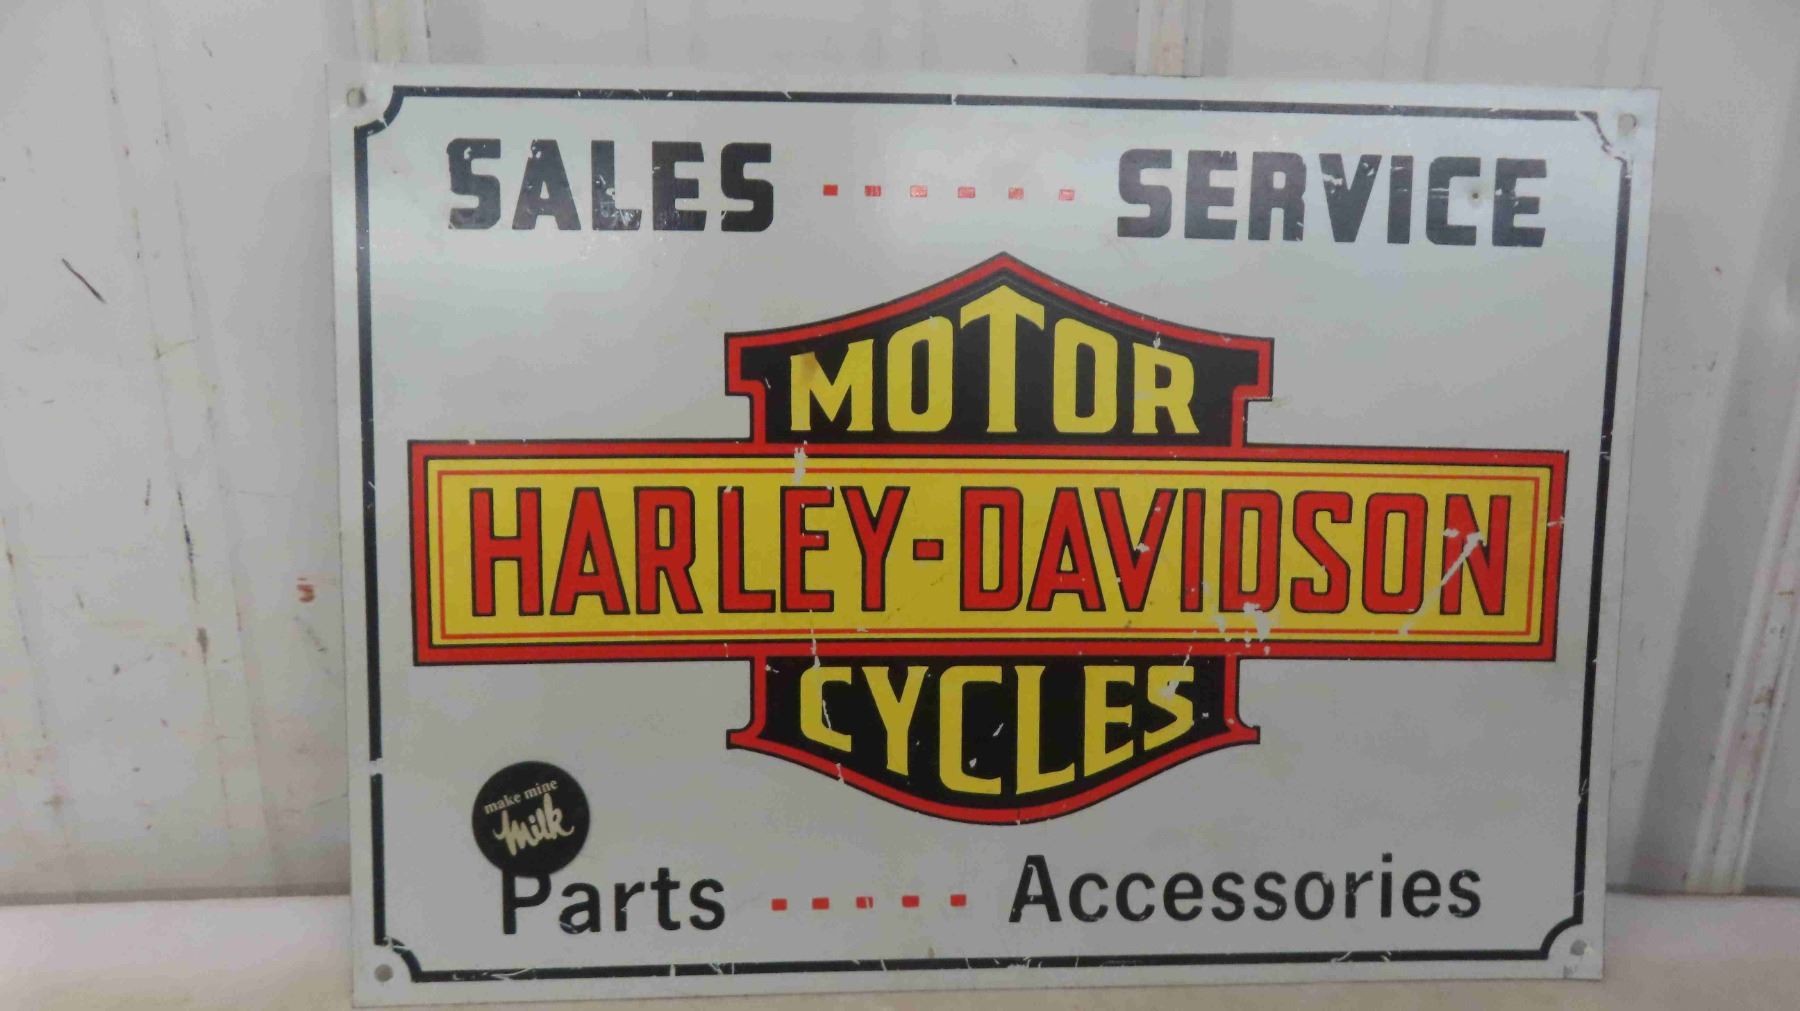 SALES SERVICE
MOTOR
HARLEY-DAVIDSON
CYCLES
make mine
Milk
Parts Accessories